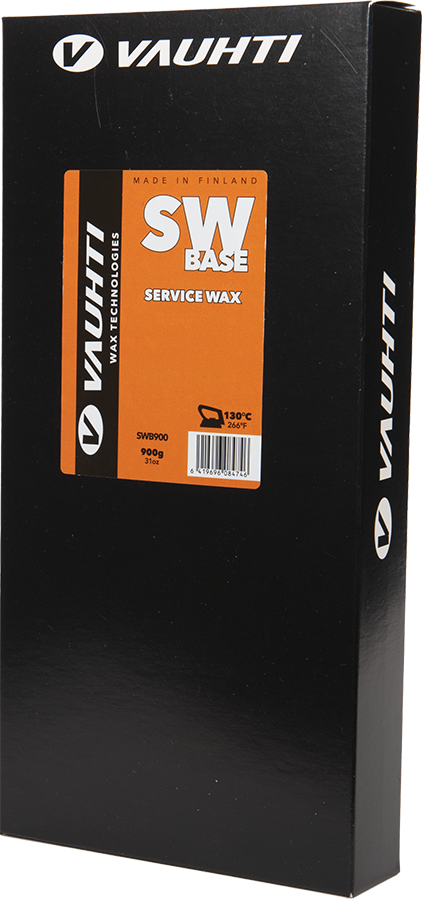 VAUHTI
MADE IN FINLAND
SW
BASE
SERVICE WAX
VAUHTI
WAX TECHNOLOGIES
130°C
266°F
SWB900
900g
31oz
6 419696 084746
VAUHTI